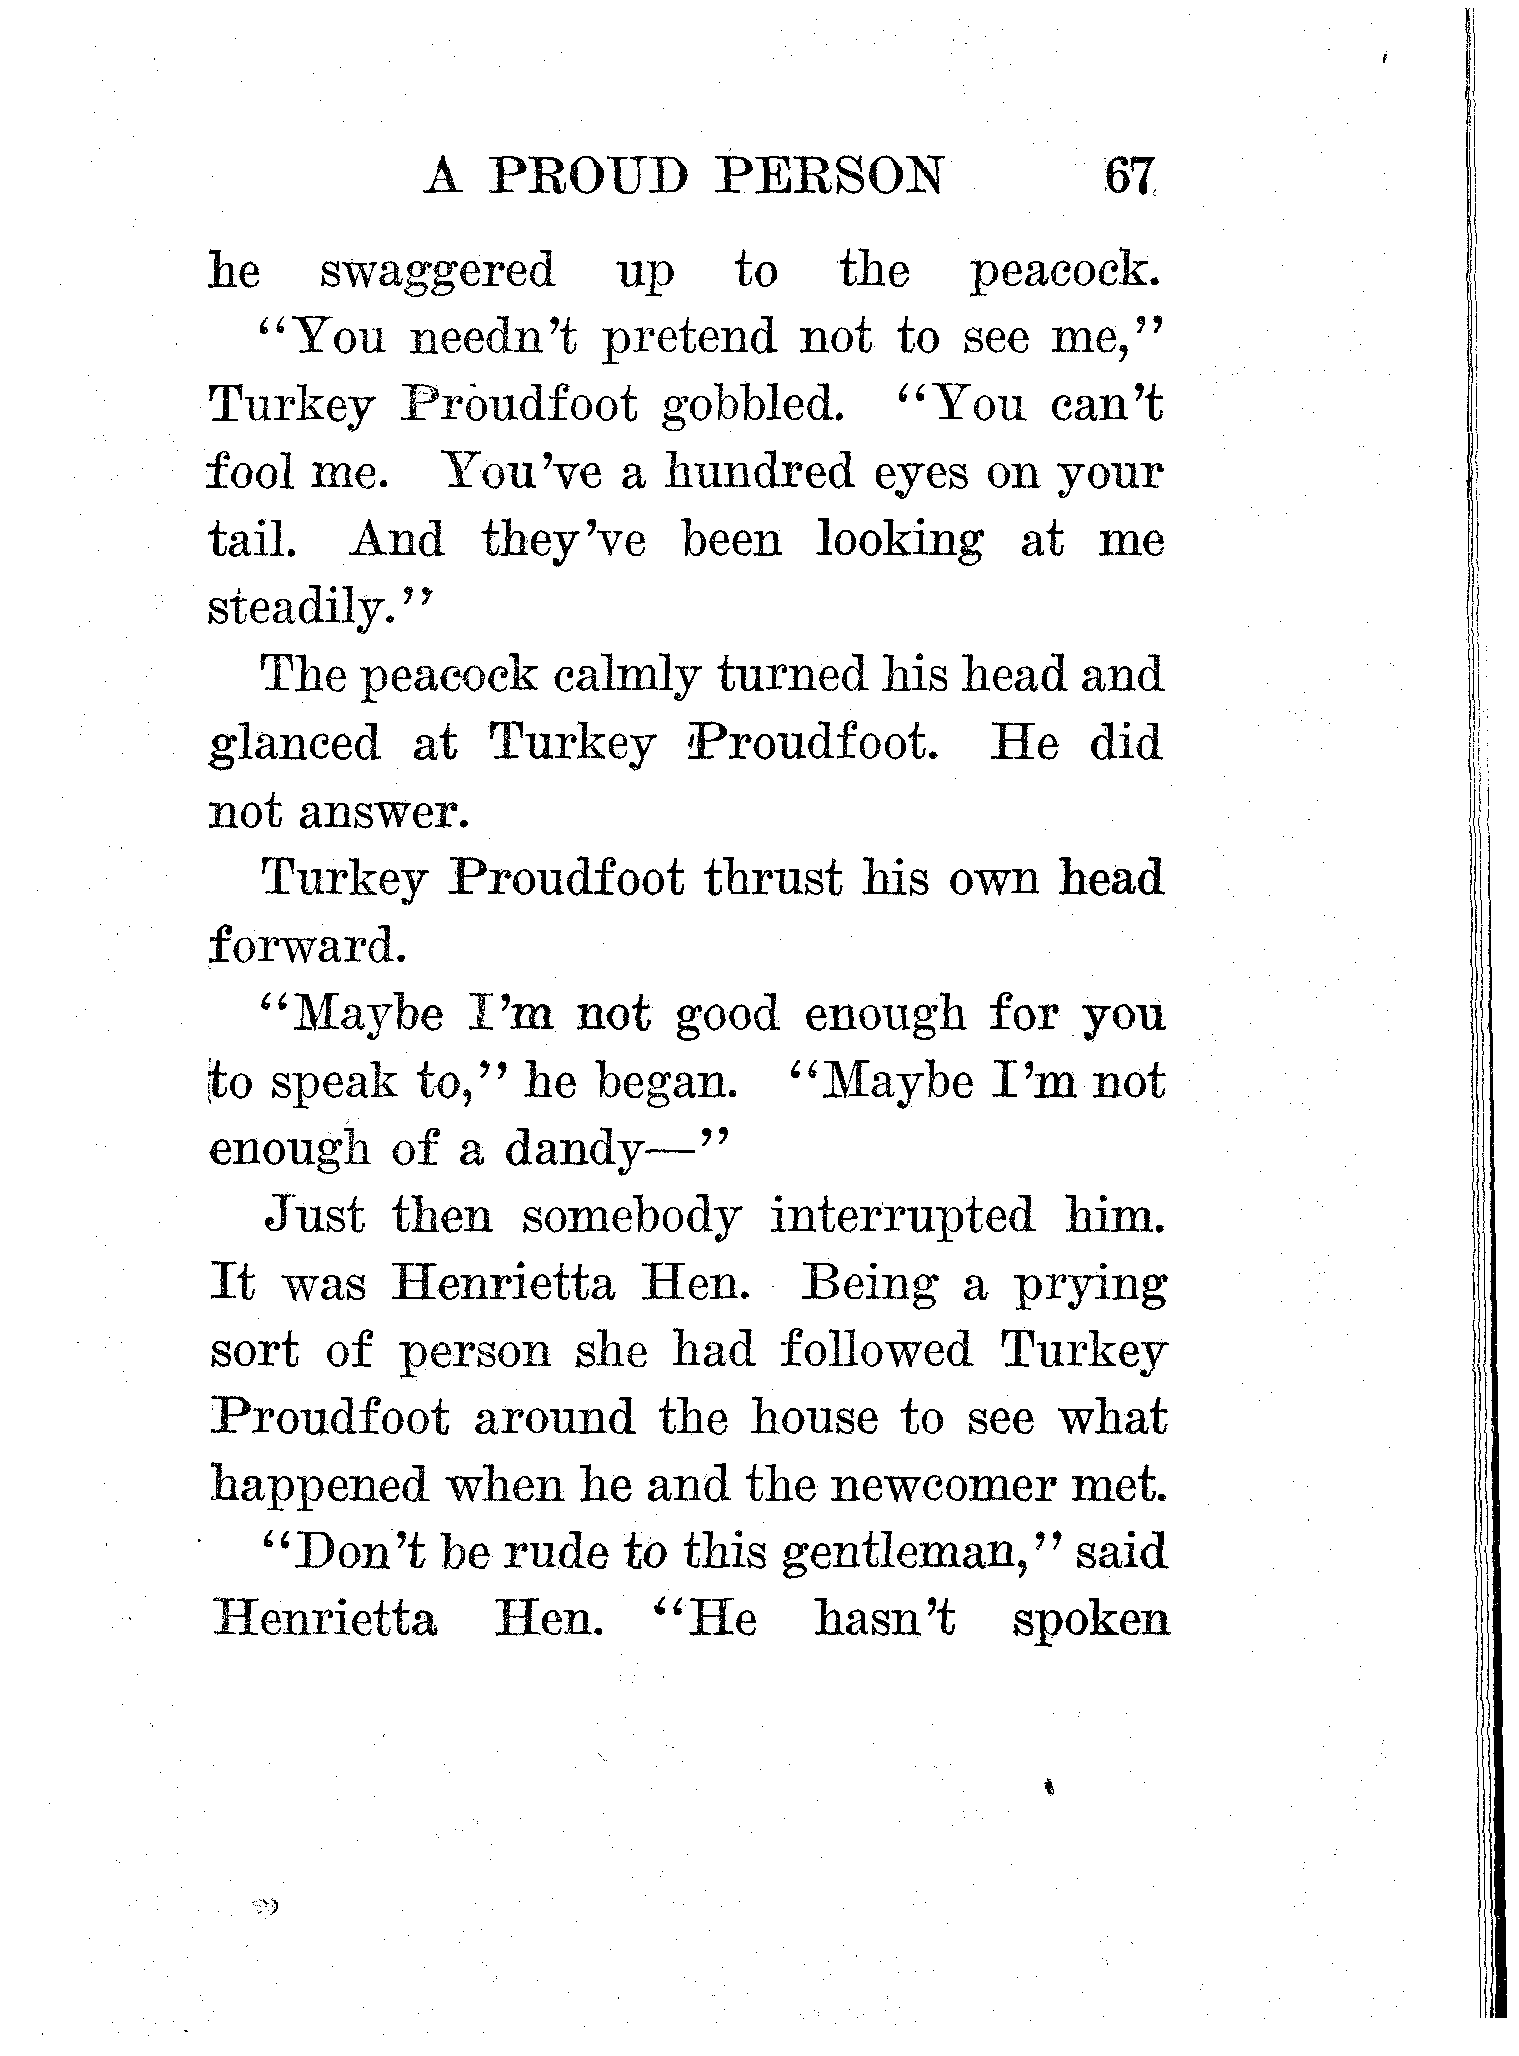 A PROUD PERSON 67
he swaggered up to the peacock.
"You needn't pretend not to see me,"
Turkey Proudfoot gobbled. "You can't
fool me. You've a hundred eyes on your
tail. And they've been looking at me
steadily."
The peacock calmly turned his head and
glanced at Turkey Proudfoot. He did
not answer.
Turkey Proudfoot thrust his own head
forward.
"Maybe I'm not good enough for you
to speak to," he began. "Maybe I'm not
enough of a dandy—"
Just then somebody interrupted him.
It was Henrietta Hen. Being a prying
sort of person she had followed Turkey
Proudfoot around the house to see what
happened when he and the newcomer met.
"Don't be rude to this gentleman," said
Henrietta Hen. "He hasn't spoken